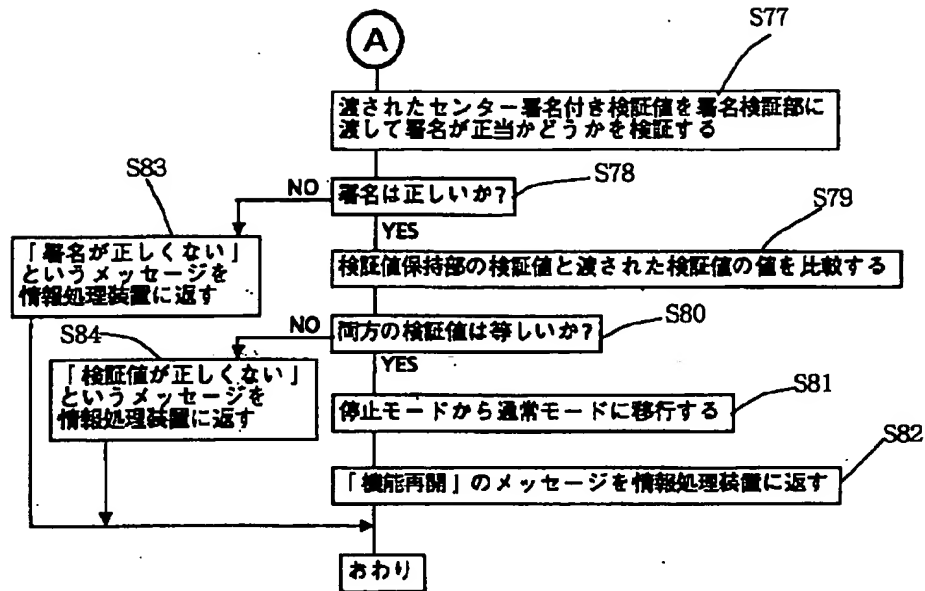 S77
A
渡されたセンター署名付き検証値を署名検証部に
渡して署名が正当かどうかを検証する
S83
NO
署名は正しいか?
S78
YES
S79
「署名が正しくない」
というメッセージを
情報処理装置に返す
検証値保持部の検証値と渡された検証値の値を比較する
S84
NO
両方の検証値は等しいか?
S80
YES
「検証値が正しくない」
というメッセージを
情報処理装置に返す
S81
停止モードから通常モードに移行する
S82
「機能再開」のメッセージを情報処理装置に返す
おわり